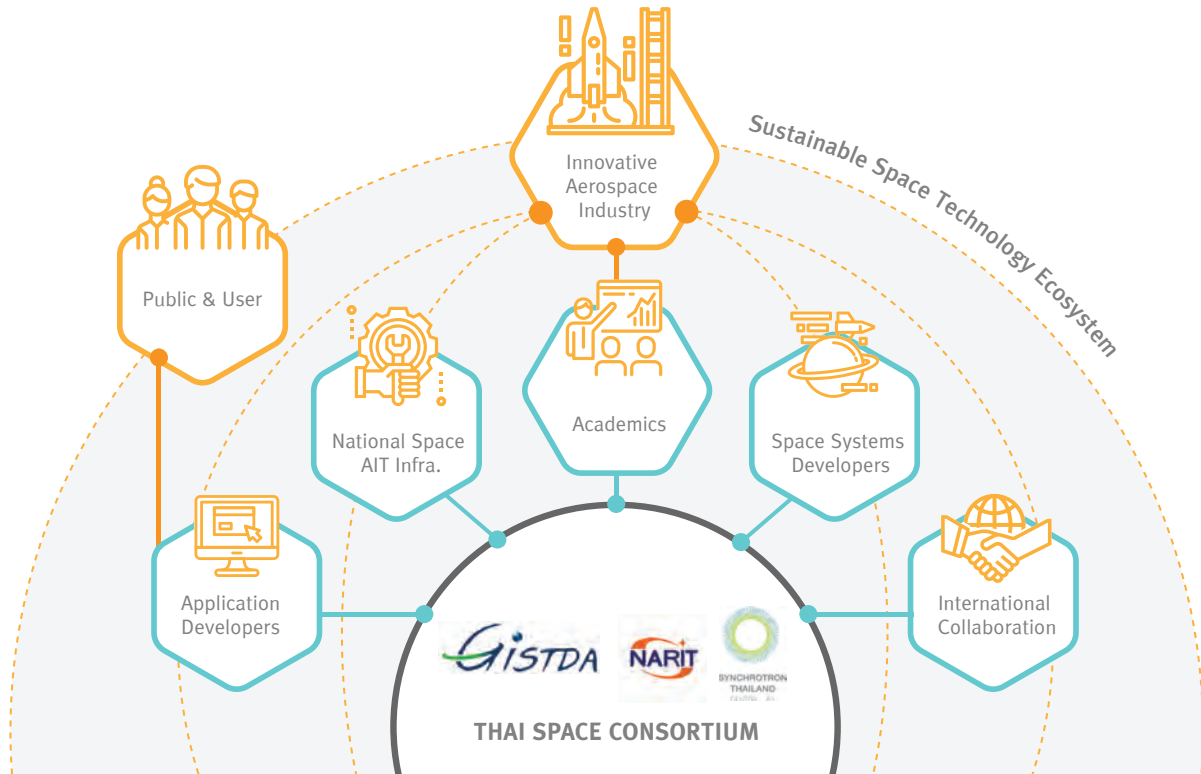 Innovative
Aerospace
Industry
Sustainable Space Technology Ecosystem
Public & User
National Space
AIT Infra.
Academics
Space Systems
Developers
Application
Developers
International
Collaboration
GISTDA
NARIT
SYNCHROTRON
THAILAND
THAI SPACE CONSORTIUM